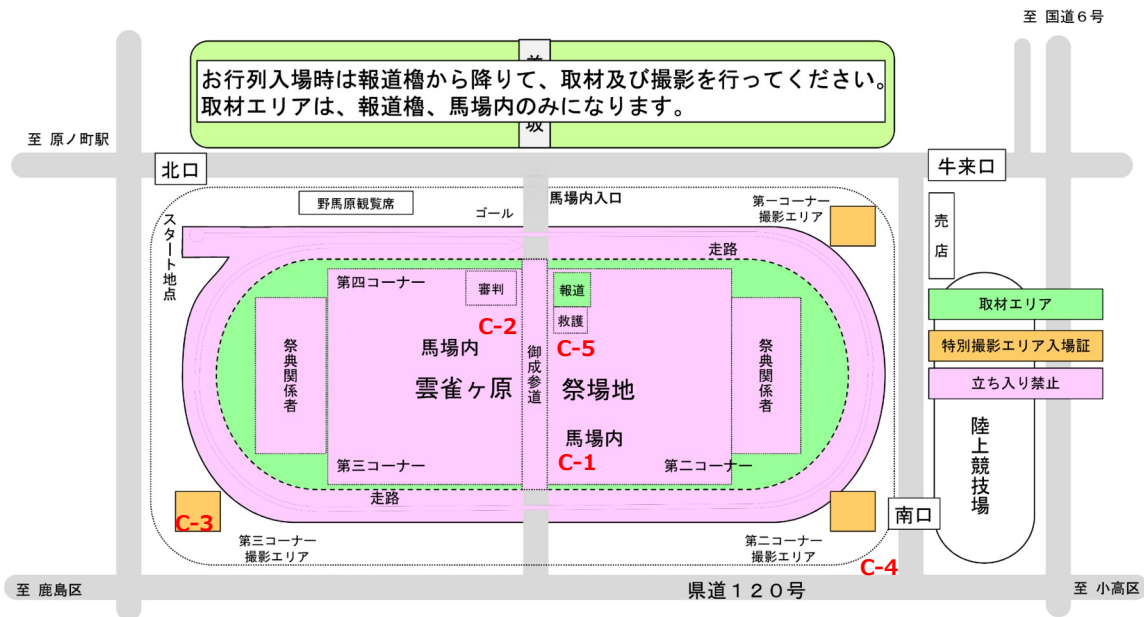 至 国道６号
前
坂
お行列入場時は報道櫓から降りて、取材及び撮影を行ってください。
取材エリアは、報道櫓、馬場内のみになります。
至 原ノ町駅
北口
牛来口
野馬原観覧席
ゴール
馬場内入口
第一コーナー
撮影エリア
売店
スタート地点
走路
第四コーナー
審判
報道
救護
C-2
C-5
取材エリア
特別撮影エリア入場証
立ち入り禁止
祭典関係者
馬場内
雲雀ヶ原
御成参道
祭場地
祭典関係者
馬場内
C-1
第三コーナー
第二コーナー
陸上競技場
走路
C-3
南口
第三コーナー
撮影エリア
第二コーナー
撮影エリア
C-4
至 鹿島区
県道１２０号
至 小高区